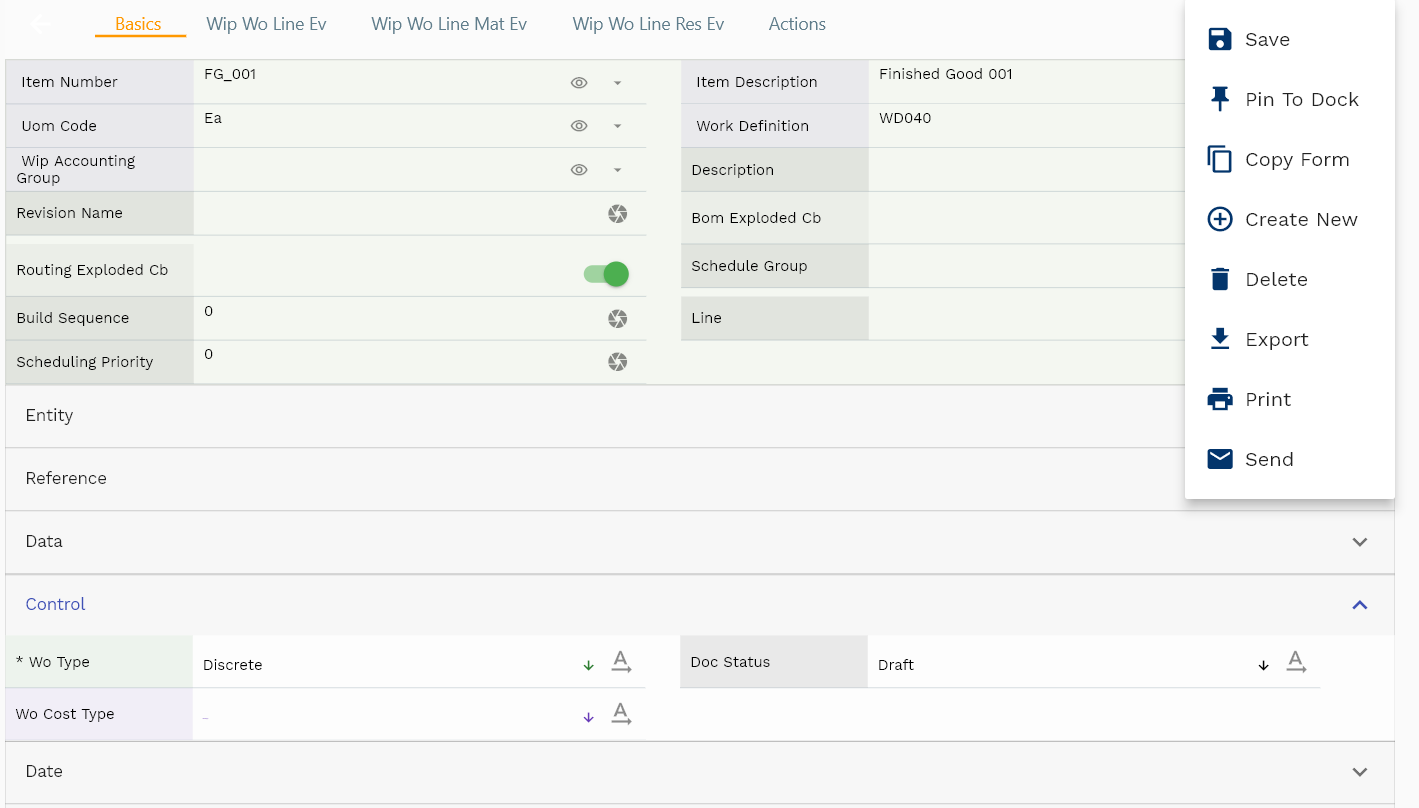 Basics Wip Wo Line Ev Wip Wo Line Mat Ev Wip Wo Line Res Ev Actions
Item Number FG_001 Item Description Finished Good 001
Uom Code Ea Work Definition WD040
Wip Accounting
Group
Description
Revision Name
Bom Exploded Cb
Routing Exploded Cb
Schedule Group
Build Sequence 0 Line
Scheduling Priority 0
Entity
Reference
Data
Control
* Wo Type Discrete Doc Status Draft
Wo Cost Type -
Date
Save
Pin To Dock
Copy Form
Create New
Delete
Export
Print
Send